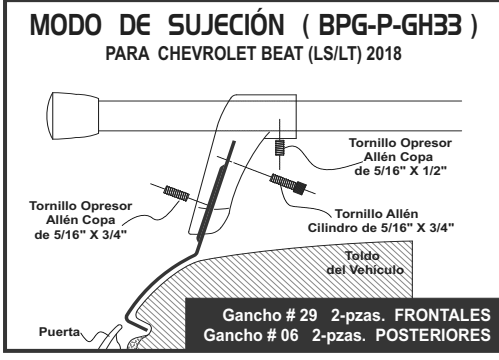 MODO DE SUJECIÓN ( BPG-P-GH33 )
PARA CHEVROLET BEAT (LS/LT) 2018
Tornillo Opresor
Allén Copa
de 5/16" X 1/2"
Tornillo Opresor
Allén Copa
de 5/16" X 3/4"
Tornillo Allén
Cilindro de 5/16" X 3/4"
Toldo
del Vehículo
Puerta
Gancho # 29 2-pzas. FRONTALES
Gancho # 06 2-pzas. POSTERIORES